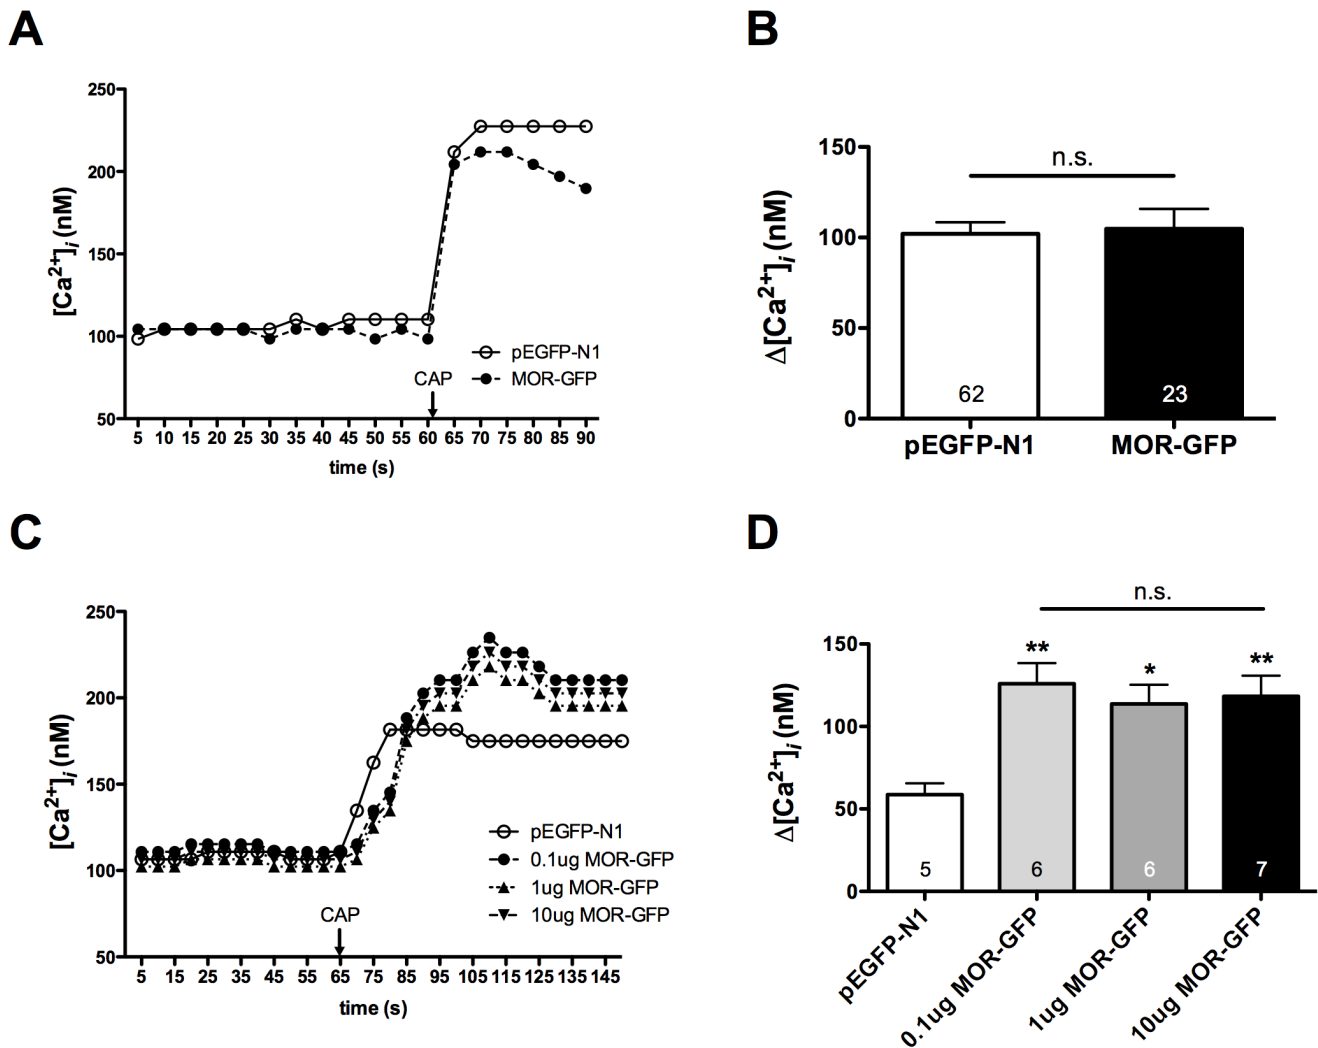 A
250
200
150
100
50
[Ca2+]i (nM)
pEGFP-N1
MOR-GFP
CAP
5 10 15 20 25 30 35 40 45 50 55 60 65 70 75 80 85 90
time (s)
B
150
100
50
0
Δ[Ca2+]i (nM)
n.s.
62 23
pEGFP-N1 MOR-GFP
C
250
200
150
100
50
[Ca2+]i (nM)
pEGFP-N1
0.1ug MOR-GFP
1ug MOR-GFP
10ug MOR-GFP
CAP
5 15 25 35 45 55 65 75 85 95 105 115 125 135 145
time (s)
D
150
100
50
0
Δ[Ca2+]i (nM)
n.s.
** * **
5 6 6 7
pEGFP-N1
0.1ug MOR-GFP
1ug MOR-GFP
10ug MOR-GFP